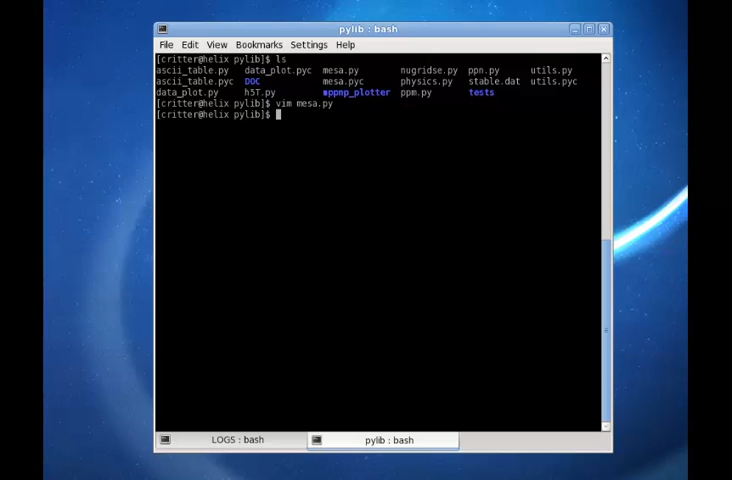 pylib : bash
File Edit View Bookmarks Settings Help
[critter@helix pylib]$ ls
ascii_table.py data_plot.pyc mesa.py nugridse.py ppn.py utils.py
ascii_table.pyc DOC mesa.pyc physics.py stable.dat utils.pyc
data_plot.py h5T.py mppnp_plotter ppm.py tests
[critter@helix pylib]$ vim mesa.py
[critter@helix pylib]$
LOGS : bash pylib : bash